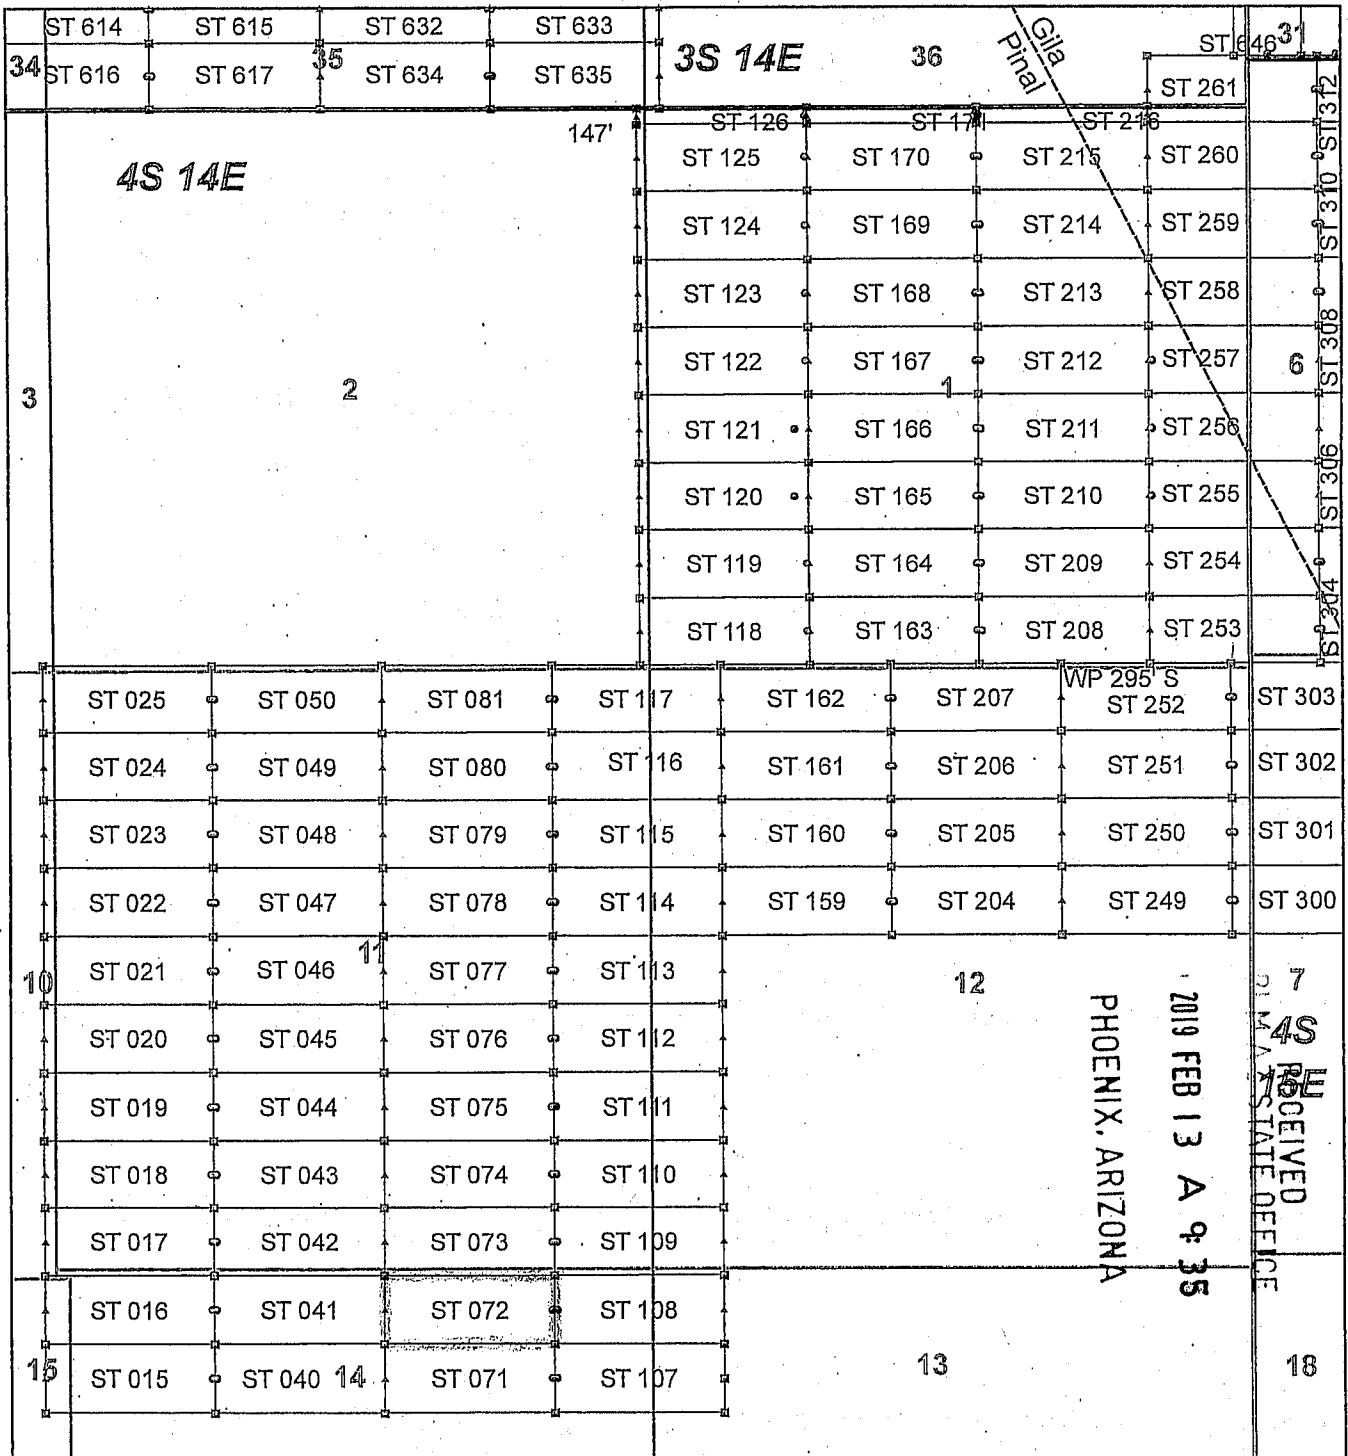 ST 614 ST 615 ST 632 ST 633
34 ST 616 ST 617 35 ST 634 ST 635 3S 14E 36 Gila ST 646 31
Pinal ST 261
147' ST 126 ST 171 ST 216 ST 312
4S 14E ST 125 ST 170 ST 215 ST 260
ST 124 ST 169 ST 214 ST 259 ST 310
ST 123 ST 168 ST 213 ST 258
3 2 ST 122 ST 167 1 ST 212 ST 257 6 ST 308
ST 121 ST 166 ST 211 ST 256
ST 120 ST 165 ST 210 ST 255 ST 306
ST 119 ST 164 ST 209 ST 254
ST 118 ST 163 ST 208 ST 253 ST 304
WP 295' S
ST 025 ST 050 ST 081 ST 117 ST 162 ST 207 ST 252 ST 303
ST 024 ST 049 ST 080 ST 116 ST 161 ST 206 ST 251 ST 302
ST 023 ST 048 ST 079 ST 115 ST 160 ST 205 ST 250 ST 301
ST 022 ST 047 ST 078 ST 114 ST 159 ST 204 ST 249 ST 300
10 ST 021 ST 046 11 ST 077 ST 113 12 7
ST 020 ST 045 ST 076 ST 112 4S
ST 019 ST 044 ST 075 ST 111 15E
ST 018 ST 043 ST 074 ST 110
ST 017 ST 042 ST 073 ST 109
ST 016 ST 041 ST 072 ST 108
15 ST 015 ST 040 14 ST 071 ST 107 13 18
RECEIVED
STATE OFFICE
2019 FEB 13 A 9:35
PHOENIX, ARIZONA